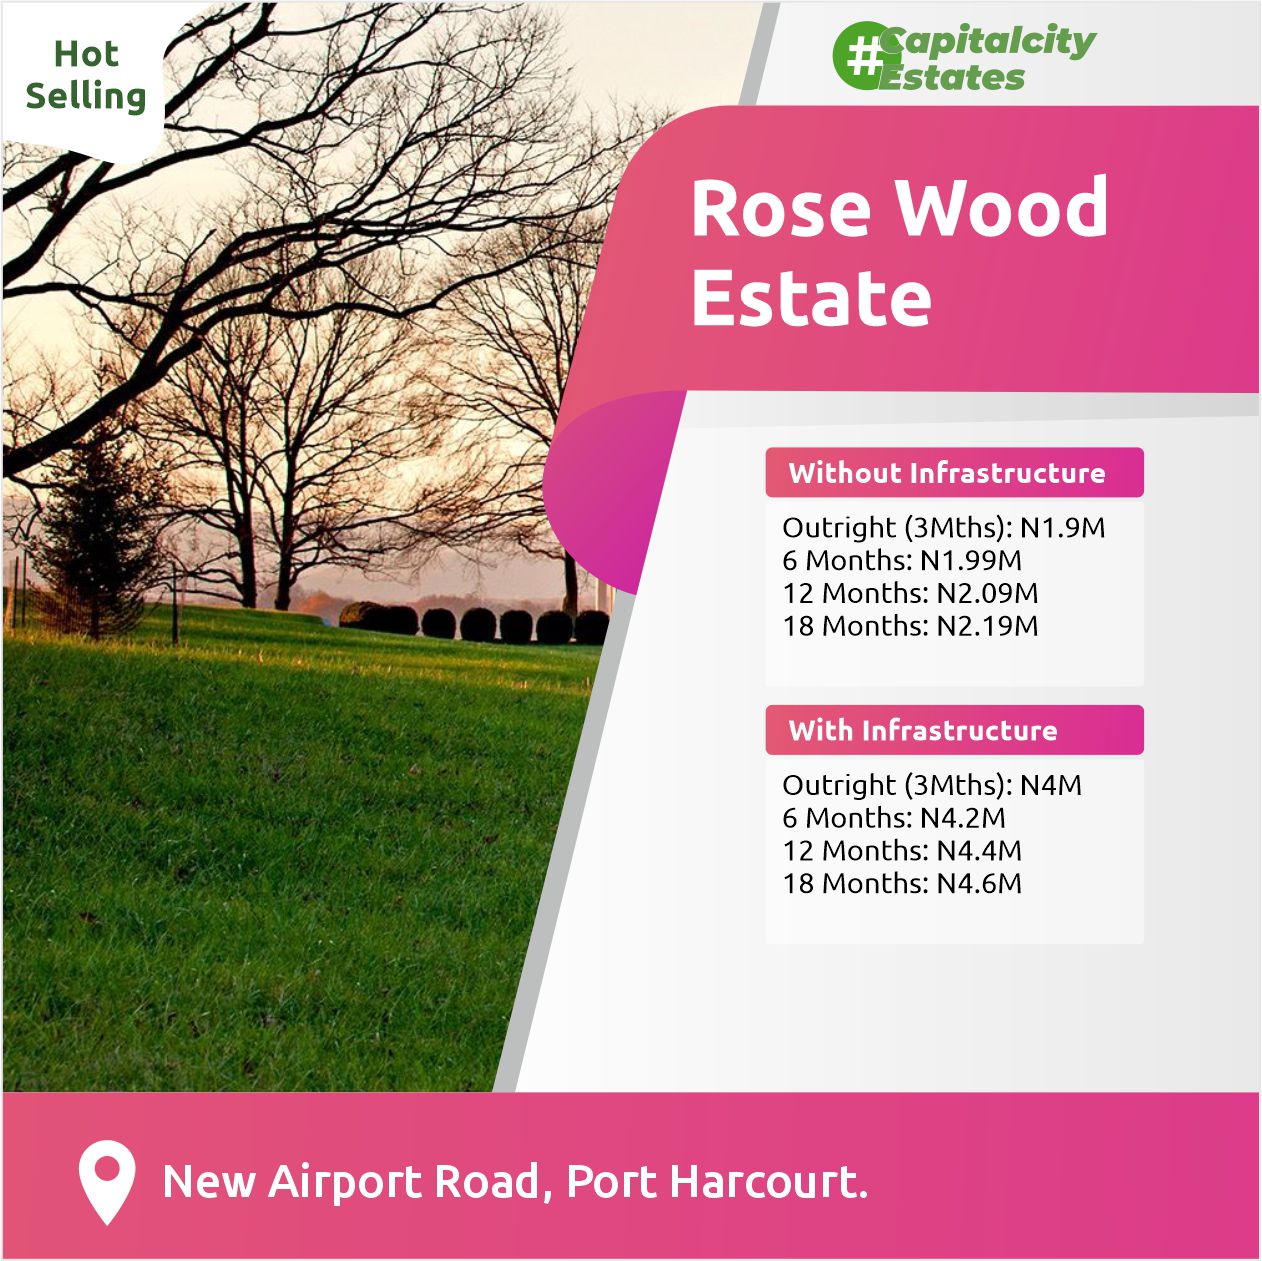 Hot
Selling
#Capitalcity
Estates
Rose Wood
Estate
Without Infrastructure
Outright (3Mths): N1.9M
6 Months: N1.99M
12 Months: N2.09M
18 Months: N2.19M
With Infrastructure
Outright (3Mths): N4M
6 Months: N4.2M
12 Months: N4.4M
18 Months: N4.6M
New Airport Road, Port Harcourt.